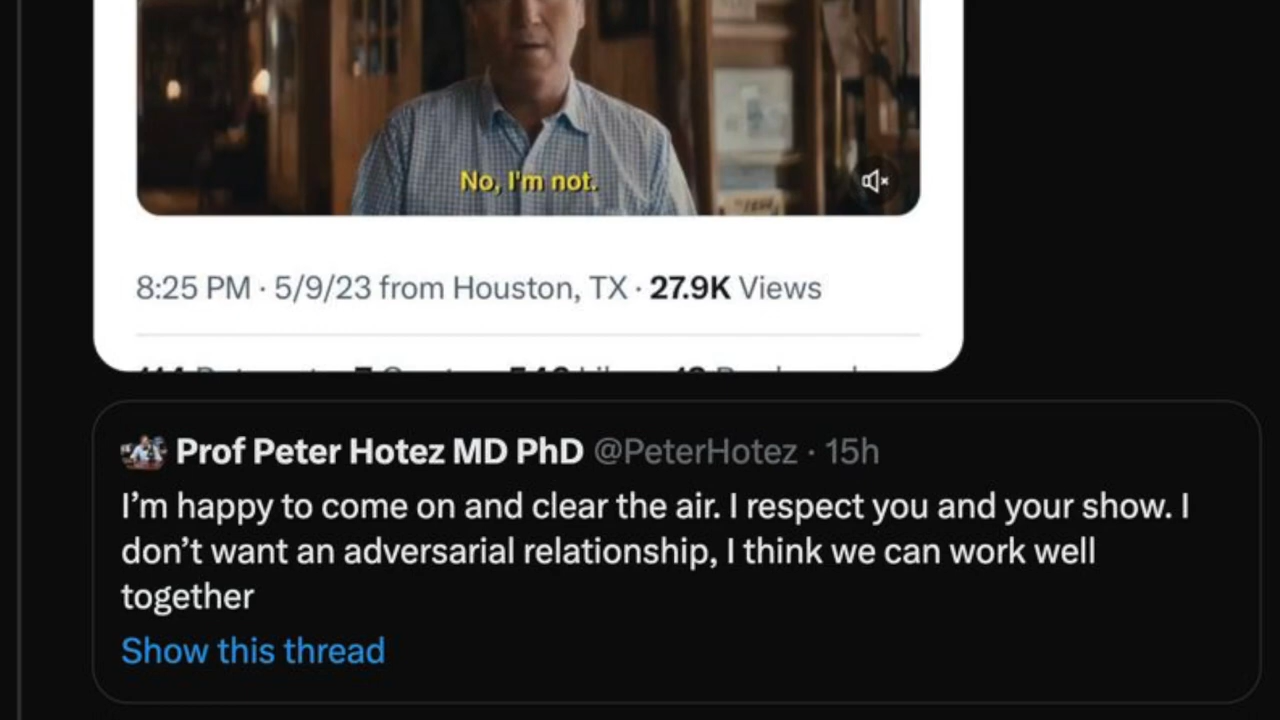 No, I'm not.
8:25 PM · 5/9/23 from Houston, TX · 27.9K Views
Prof Peter Hotez MD PhD @PeterHotez · 15h
I’m happy to come on and clear the air. I respect you and your show. I
don’t want an adversarial relationship, I think we can work well
together
Show this thread